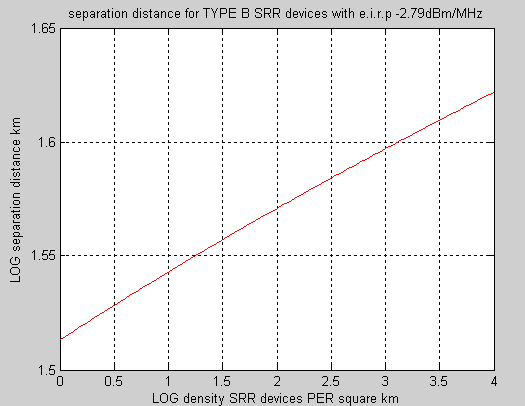 separation distance for TYPE B SRR devices with e.i.r.p -2.79dBm/MHz
1.65
1.6
1.55
1.5
LOG separation distance km
0 0.5 1 1.5 2 2.5 3 3.5 4
LOG density SRR devices PER square km